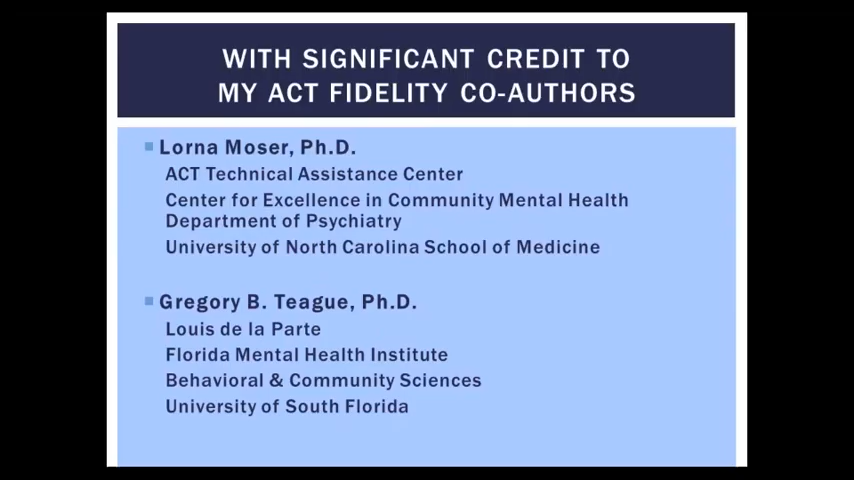 WITH SIGNIFICANT CREDIT TO
MY ACT FIDELITY CO-AUTHORS
Lorna Moser, Ph.D.
ACT Technical Assistance Center
Center for Excellence in Community Mental Health
Department of Psychiatry
University of North Carolina School of Medicine
Gregory B. Teague, Ph.D.
Louis de la Parte
Florida Mental Health Institute
Behavioral & Community Sciences
University of South Florida